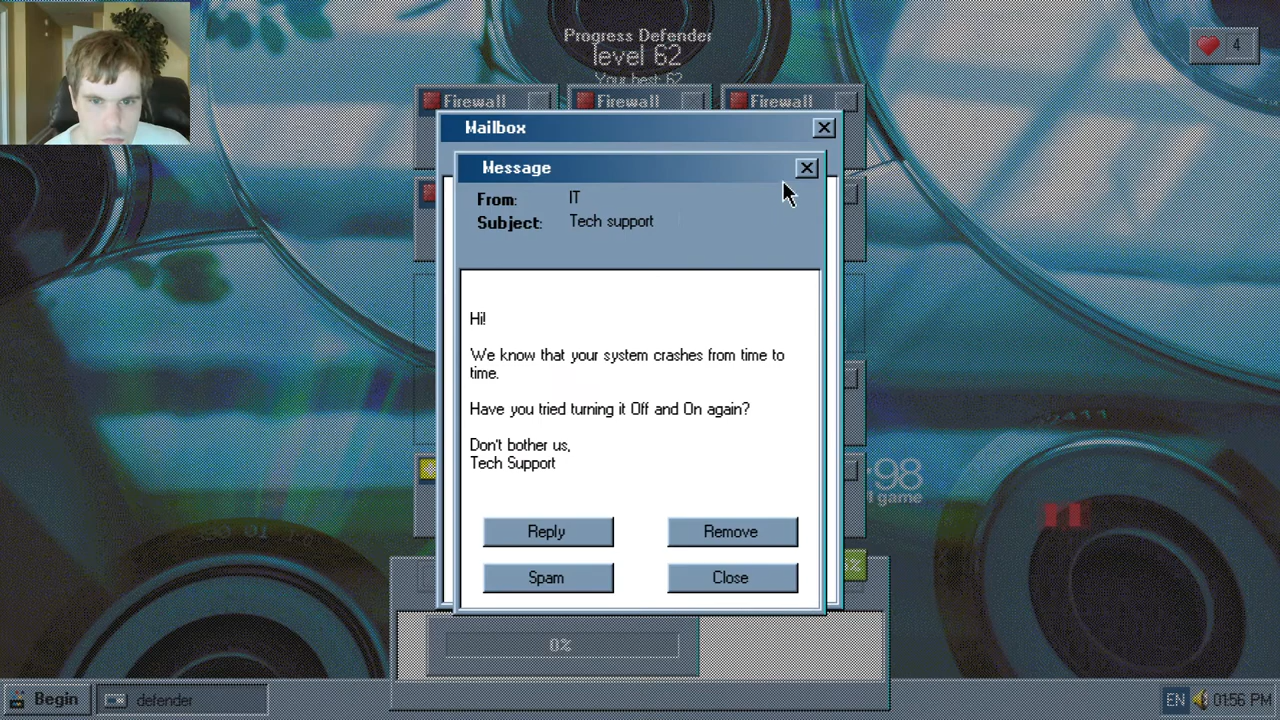 Progress Defender
level 62
Your best: 62
4
Firewall
Firewall
Firewall
Mailbox
Message
From: IT
Subject: Tech support
Hi!
We know that your system crashes from time to
time.
Have you tried turning it Off and On again?
Don't bother us,
Tech Support
Reply
Remove
Spam
Close
0%
Begin
defender
EN
01:56 PM